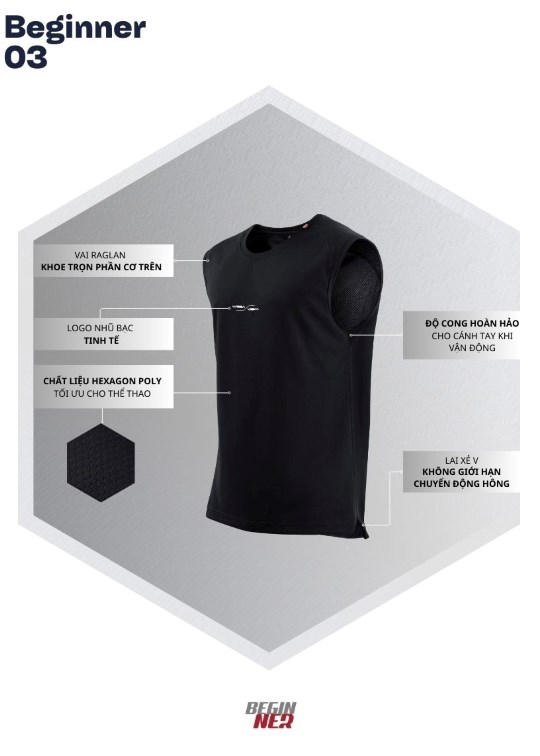 Beginner
03
VAI RAGLAN
KHOE TRỌN PHẦN CƠ TRÊN
LOGO NHŨ BẠC
TINH TẾ
CHẤT LIỆU HEXAGON POLY
TỐI ƯU CHO THỂ THAO
ĐỘ CONG HOÀN HẢO
CHO CÁNH TAY KHI
VẬN ĐỘNG
LAI XẺ V
KHÔNG GIỚI HẠN
CHUYỂN ĐỘNG HÔNG
BEGIN
NER